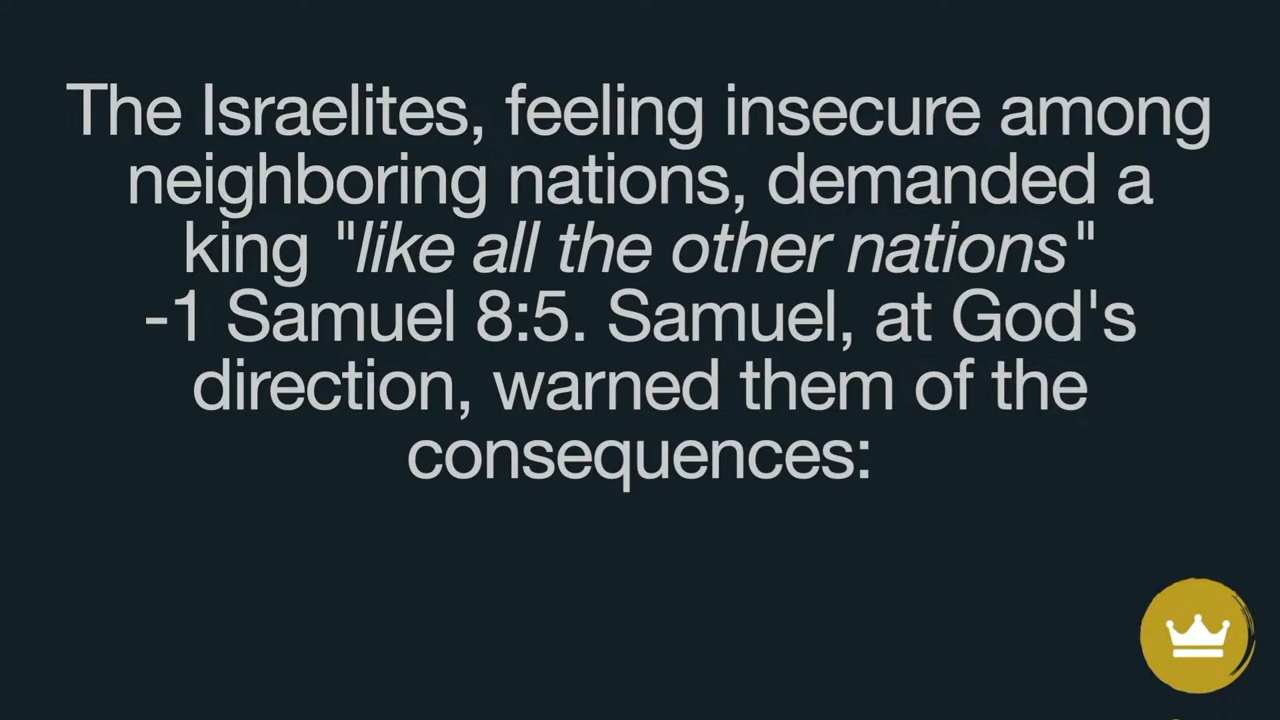 The Israelites, feeling insecure among
neighboring nations, demanded a
king "like all the other nations"
-1 Samuel 8:5. Samuel, at God's
direction, warned them of the
consequences: